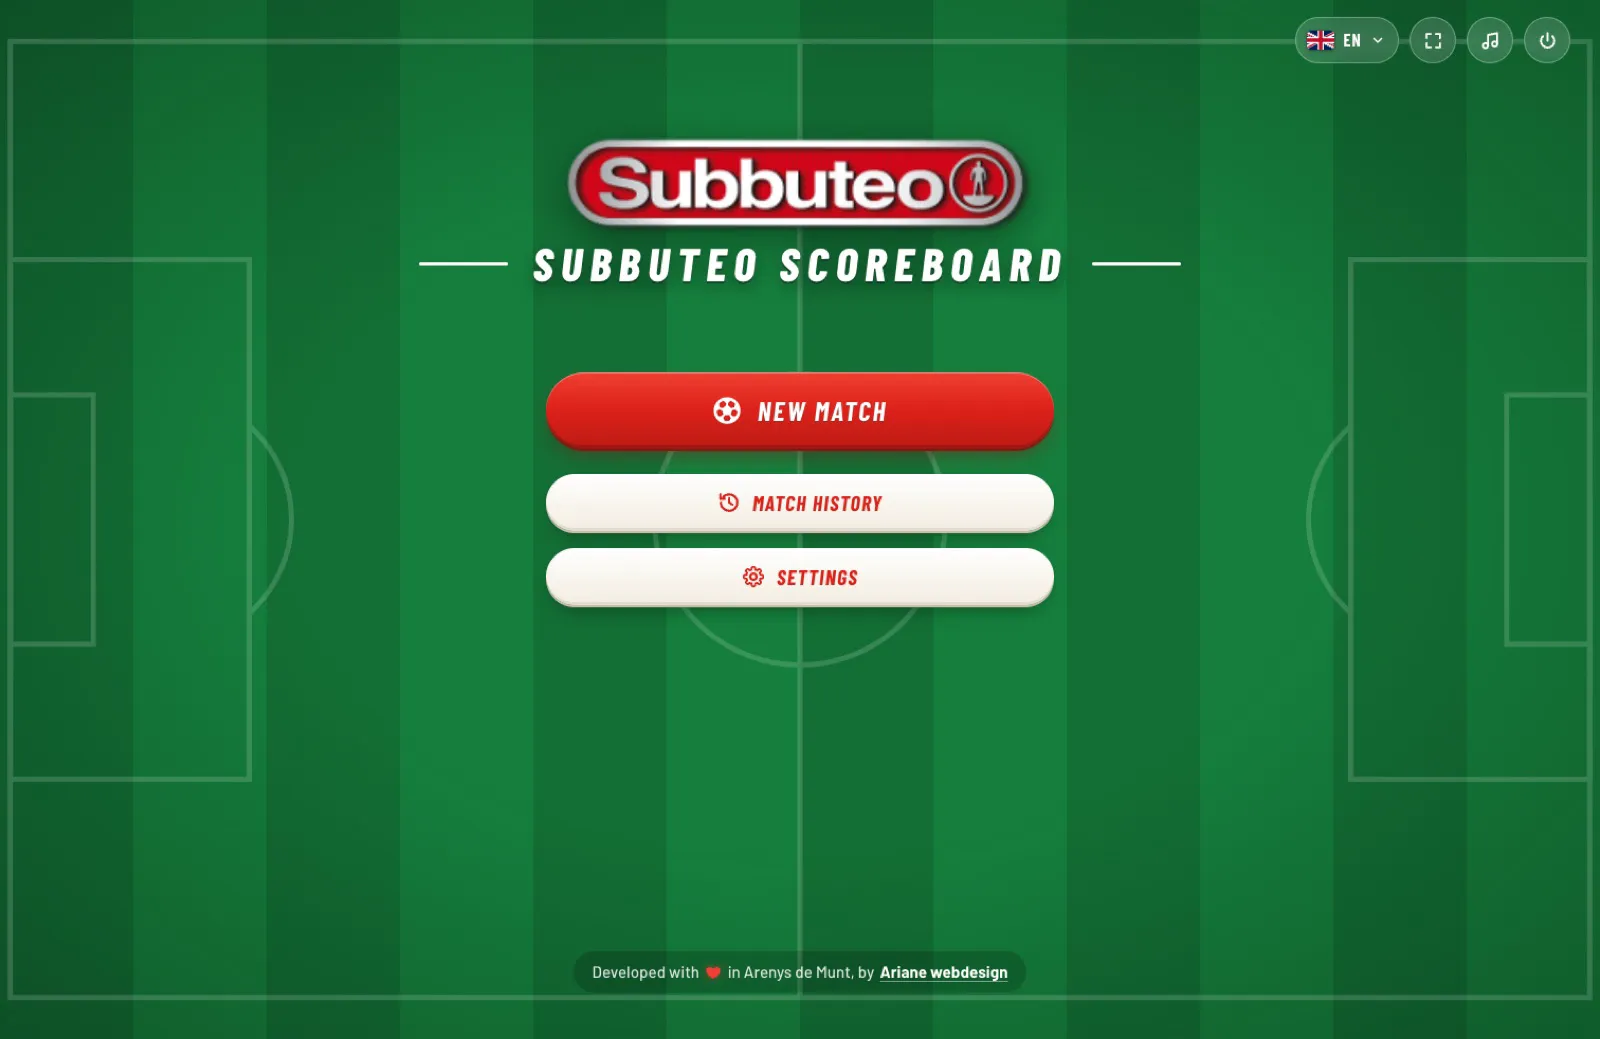 EN
Subbuteo
SUBBUTEO SCOREBOARD
NEW MATCH
MATCH HISTORY
SETTINGS
Developed with ❤️ in Arenys de Munt, by Ariane webdesign